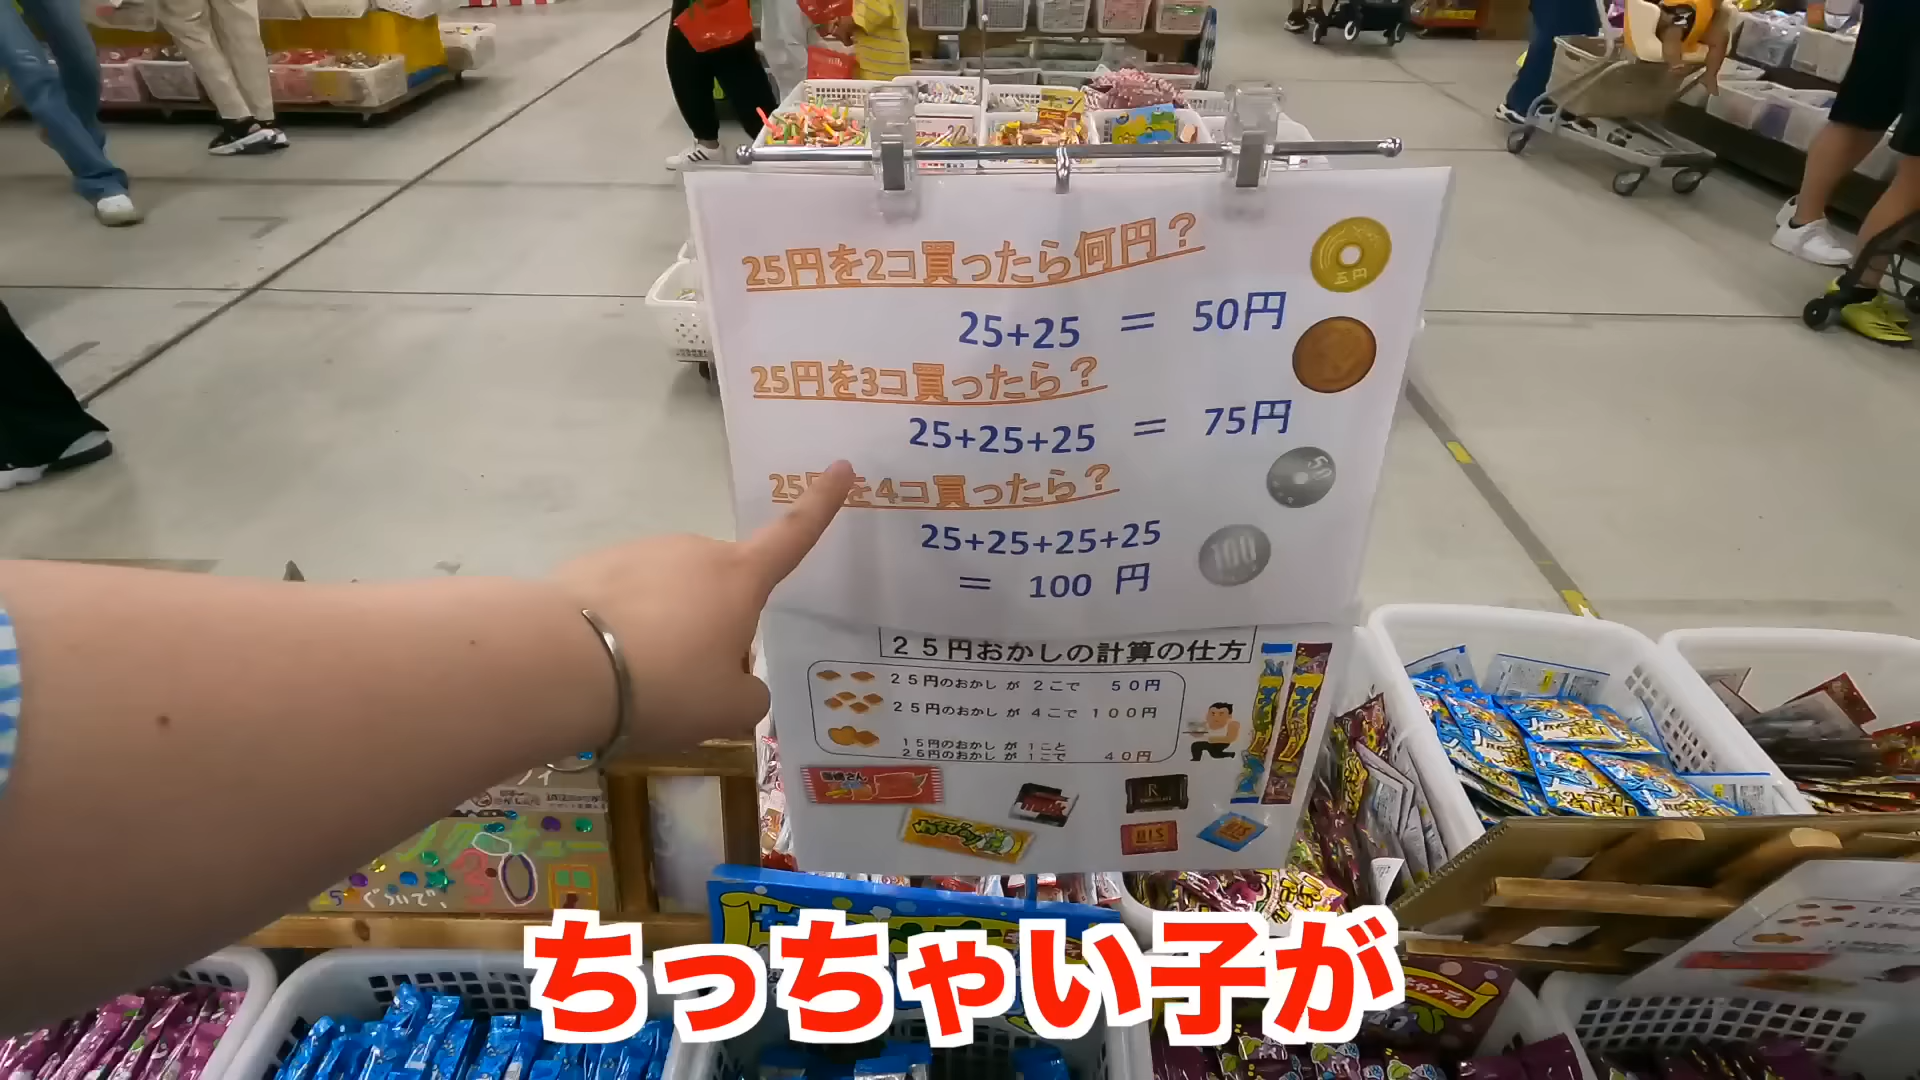 25円を2コ買ったら何円？
五円
25+25 ＝ 50円
25円を3コ買ったら？
25+25+25 ＝ 75円
50
25円を4コ買ったら？
25+25+25+25
＝ 100 円
100
２５円おかしの計算の仕方
２５円のおかし が ２こで ５０円
２５円のおかし が ４こで １００円
１５円のおかし が １こと
２５円のおかし が １こで ４０円
BIS
ちっちゃい子が